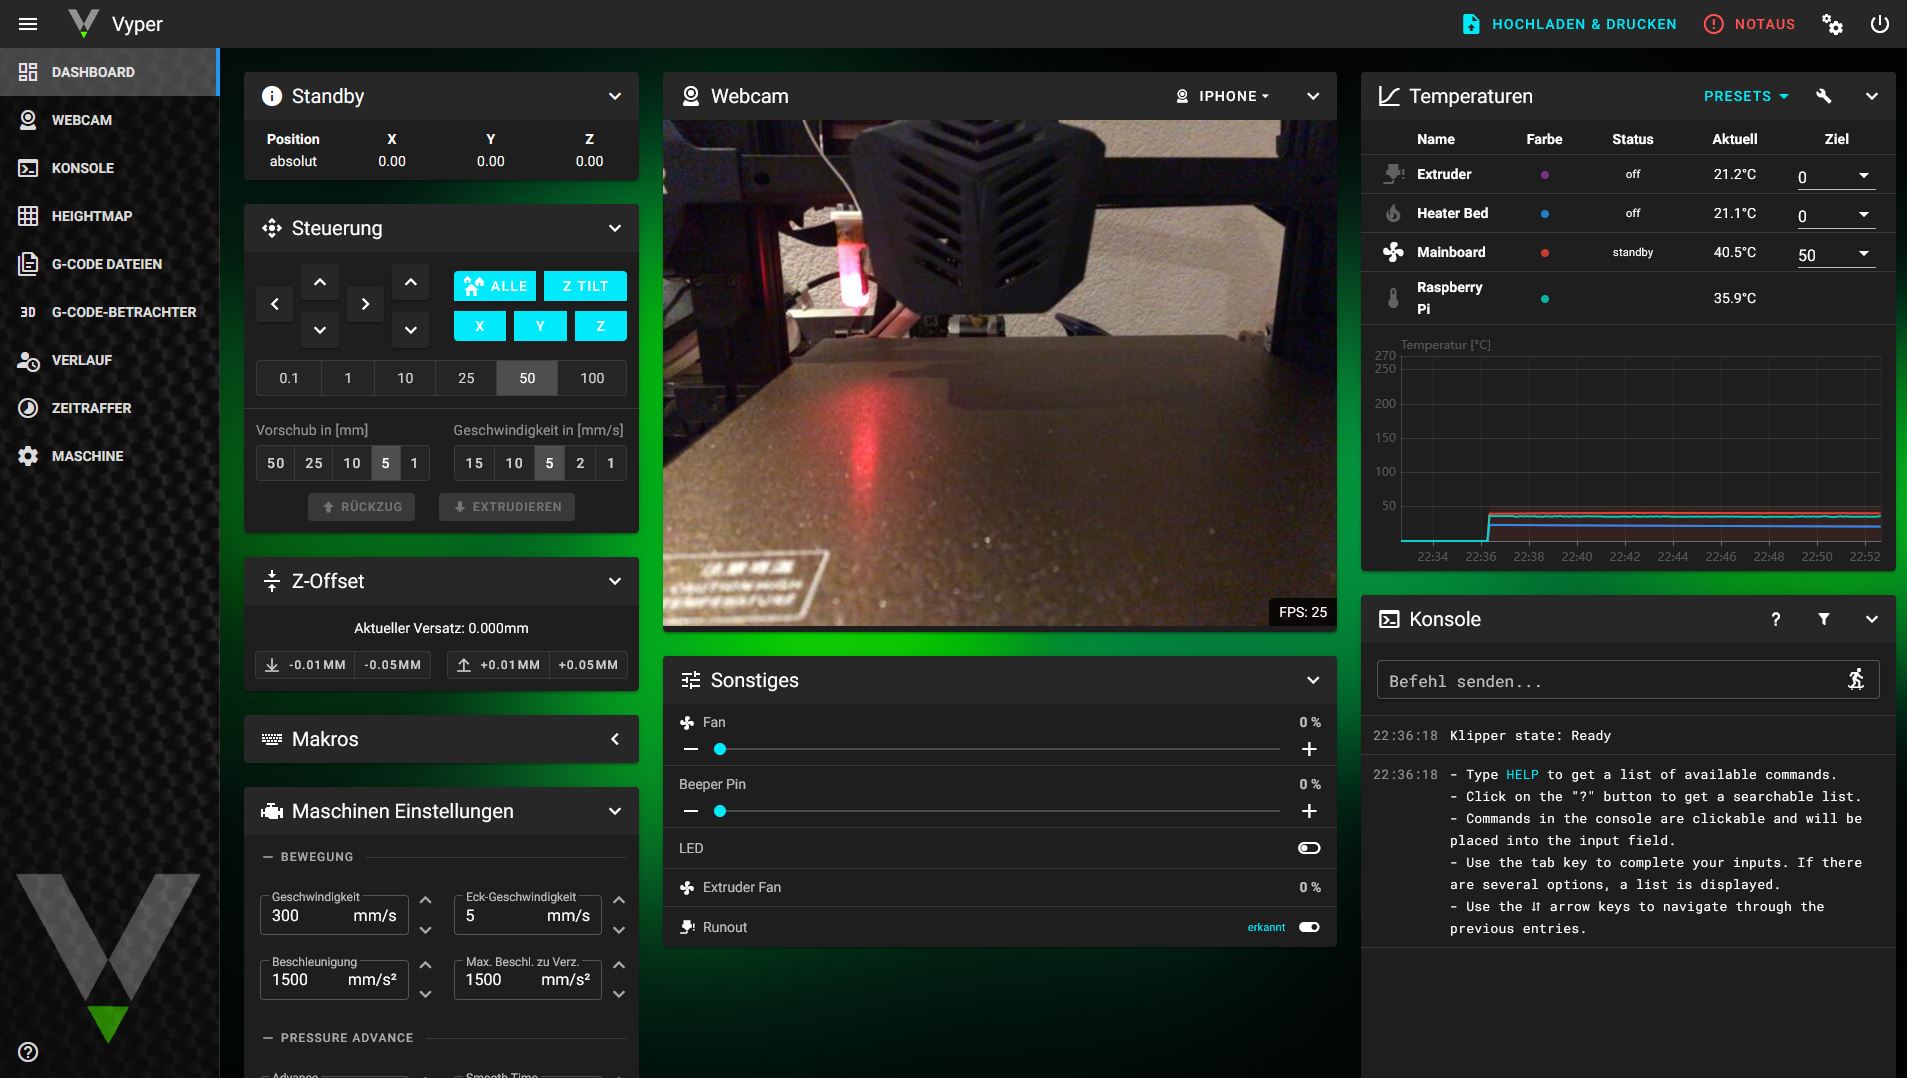 Vyper
HOCHLADEN & DRUCKEN
NOTAUS
DASHBOARD
WEBCAM
KONSOLE
HEIGHTMAP
G-CODE DATEIEN
3D G-CODE-BETRACHTER
VERLAUF
ZEITRAFFER
MASCHINE
Standby
Position X Y Z
absolut 0.00 0.00 0.00
Steuerung
ALLE Z TILT
X Y Z
0.1 1 10 25 50 100
Vorschub in [mm] Geschwindigkeit in [mm/s]
50 25 10 5 1 15 10 5 2 1
RÜCKZUG EXTRUDIEREN
Z-Offset
Aktueller Versatz: 0.000mm
-0.01MM -0.05MM +0.01MM +0.05MM
Makros
Maschinen Einstellungen
BEWEGUNG
Geschwindigkeit Eck-Geschwindigkeit
300 mm/s 5 mm/s
Beschleunigung Max. Beschl. zu Verz.
1500 mm/s² 1500 mm/s²
PRESSURE ADVANCE
Advance Smooth Time
Webcam IPHONE
FPS: 25
Sonstiges
Fan 0 %
Beeper Pin 0 %
LED
Extruder Fan 0 %
Runout erkannt
Temperaturen PRESETS
Name Farbe Status Aktuell Ziel
Extruder off 21.2°C 0
Heater Bed off 21.1°C 0
Mainboard standby 40.5°C 50
Raspberry
Pi 35.9°C
Temperatur [°C]
270
250
200
150
100
50
22:34 22:36 22:38 22:40 22:42 22:44 22:46 22:48 22:50 22:52
Konsole ?
Befehl senden...
22:36:18 Klipper state: Ready
22:36:18 - Type HELP to get a list of available commands.
- Click on the "?" button to get a searchable list.
- Commands in the console are clickable and will be
placed into the input field.
- Use the tab key to complete your inputs. If there
are several options, a list is displayed.
- Use the ⇵ arrow keys to navigate through the
previous entries.